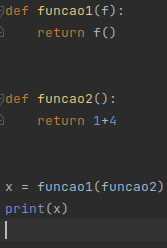 def funcao1(f):
    return f()
def funcao2():
    return 1+4
x = funcao1(funcao2)
print(x)